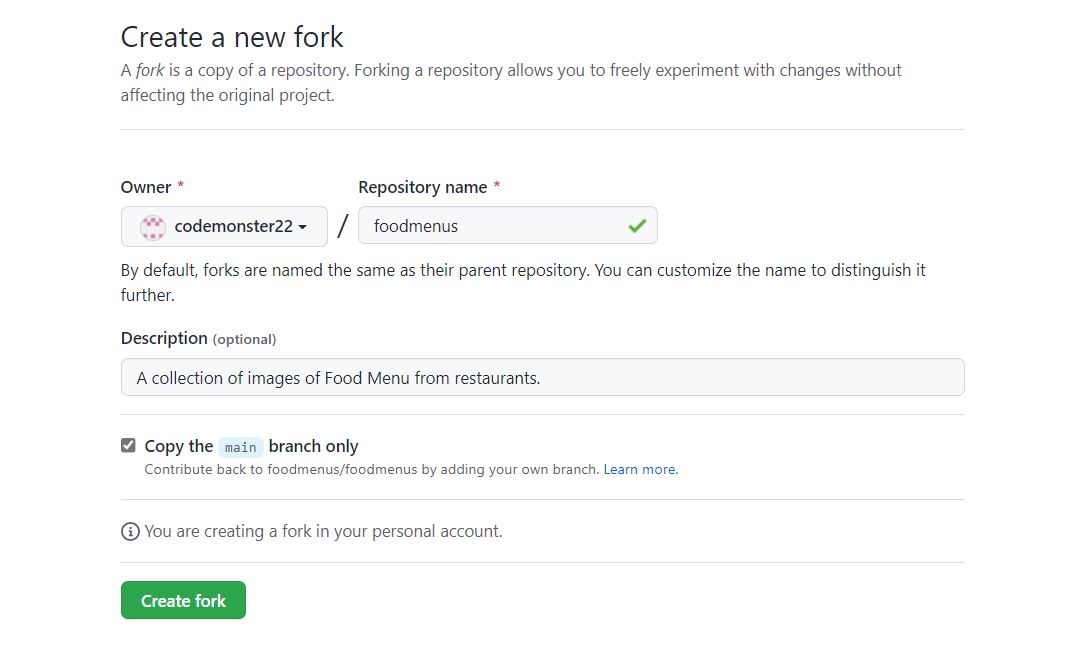 Create a new fork
A fork is a copy of a repository. Forking a repository allows you to freely experiment with changes without
affecting the original project.
Owner * Repository name *
codemonster22 / foodmenus
By default, forks are named the same as their parent repository. You can customize the name to distinguish it
further.
Description (optional)
A collection of images of Food Menu from restaurants.
Copy the main branch only
Contribute back to foodmenus/foodmenus by adding your own branch. Learn more.
You are creating a fork in your personal account.
Create fork